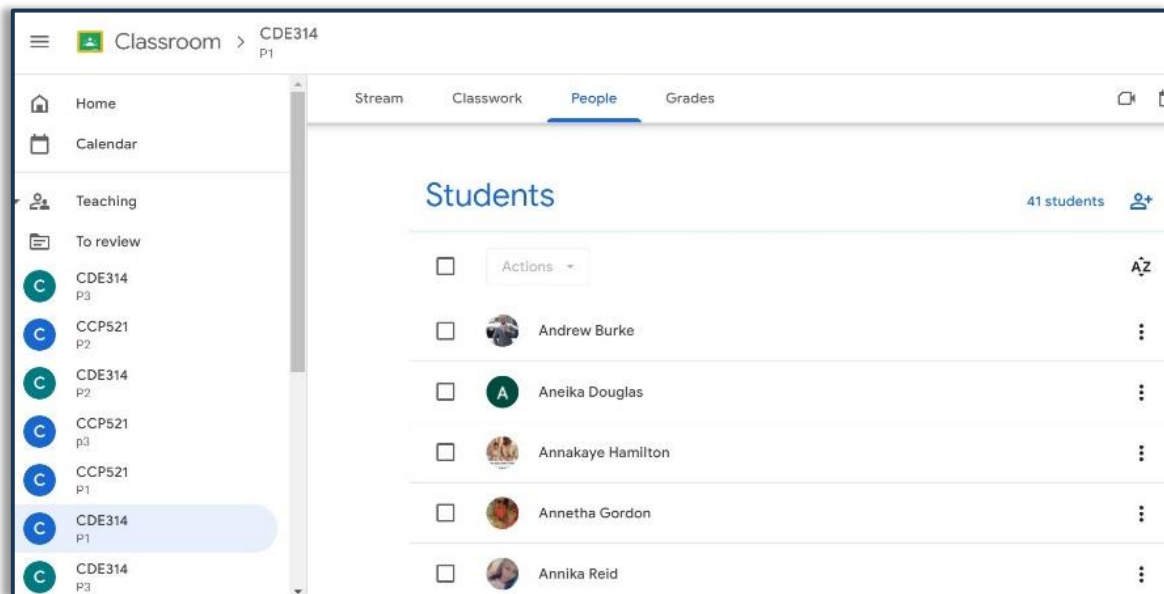 Classroom > CDE314
P1
Home
Calendar
Teaching
To review
C CDE314
P3
C CCP521
P2
C CDE314
P2
C CCP521
p3
C CCP521
P1
C CDE314
P1
C CDE314
P3
Stream Classwork People Grades
Students 41 students
Actions AZ
Andrew Burke
A Aneika Douglas
Annakaye Hamilton
Annetha Gordon
Annika Reid